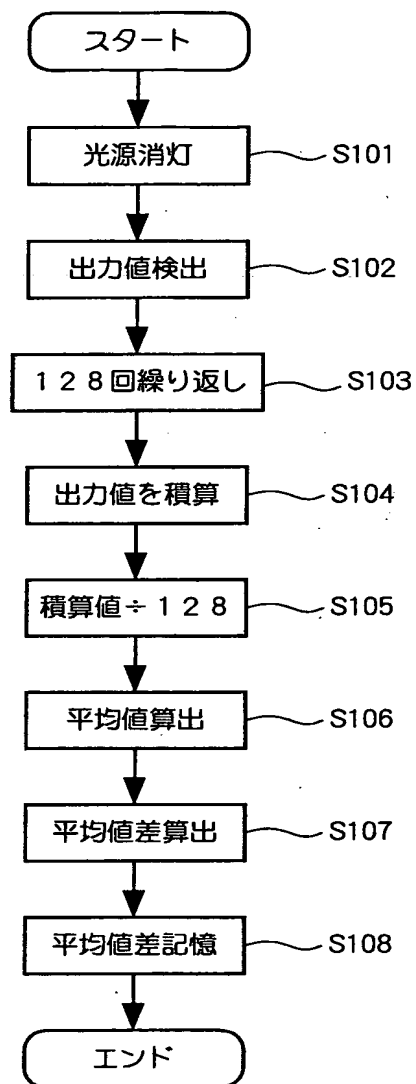 スタート
光源消灯 S101
出力値検出 S102
１２８回繰り返し S103
出力値を積算 S104
積算値÷１２８ S105
平均値算出 S106
平均値差算出 S107
平均値差記憶 S108
エンド